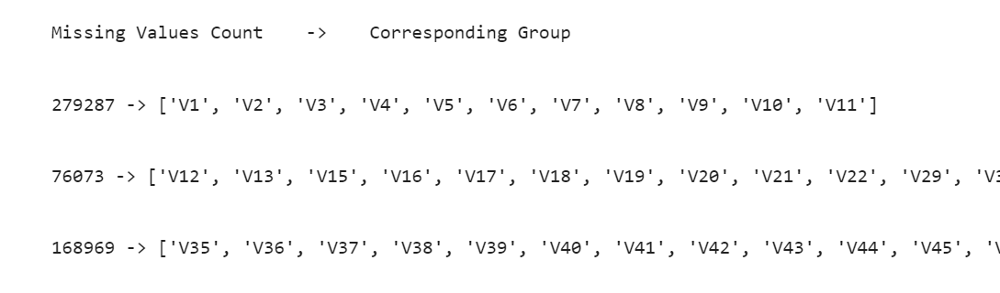 Missing Values Count    ->    Corresponding Group
279287 -> ['V1', 'V2', 'V3', 'V4', 'V5', 'V6', 'V7', 'V8', 'V9', 'V10', 'V11']
76073 -> ['V12', 'V13', 'V15', 'V16', 'V17', 'V18', 'V19', 'V20', 'V21', 'V22', 'V29',
168969 -> ['V35', 'V36', 'V37', 'V38', 'V39', 'V40', 'V41', 'V42', 'V43', 'V44', 'V45',